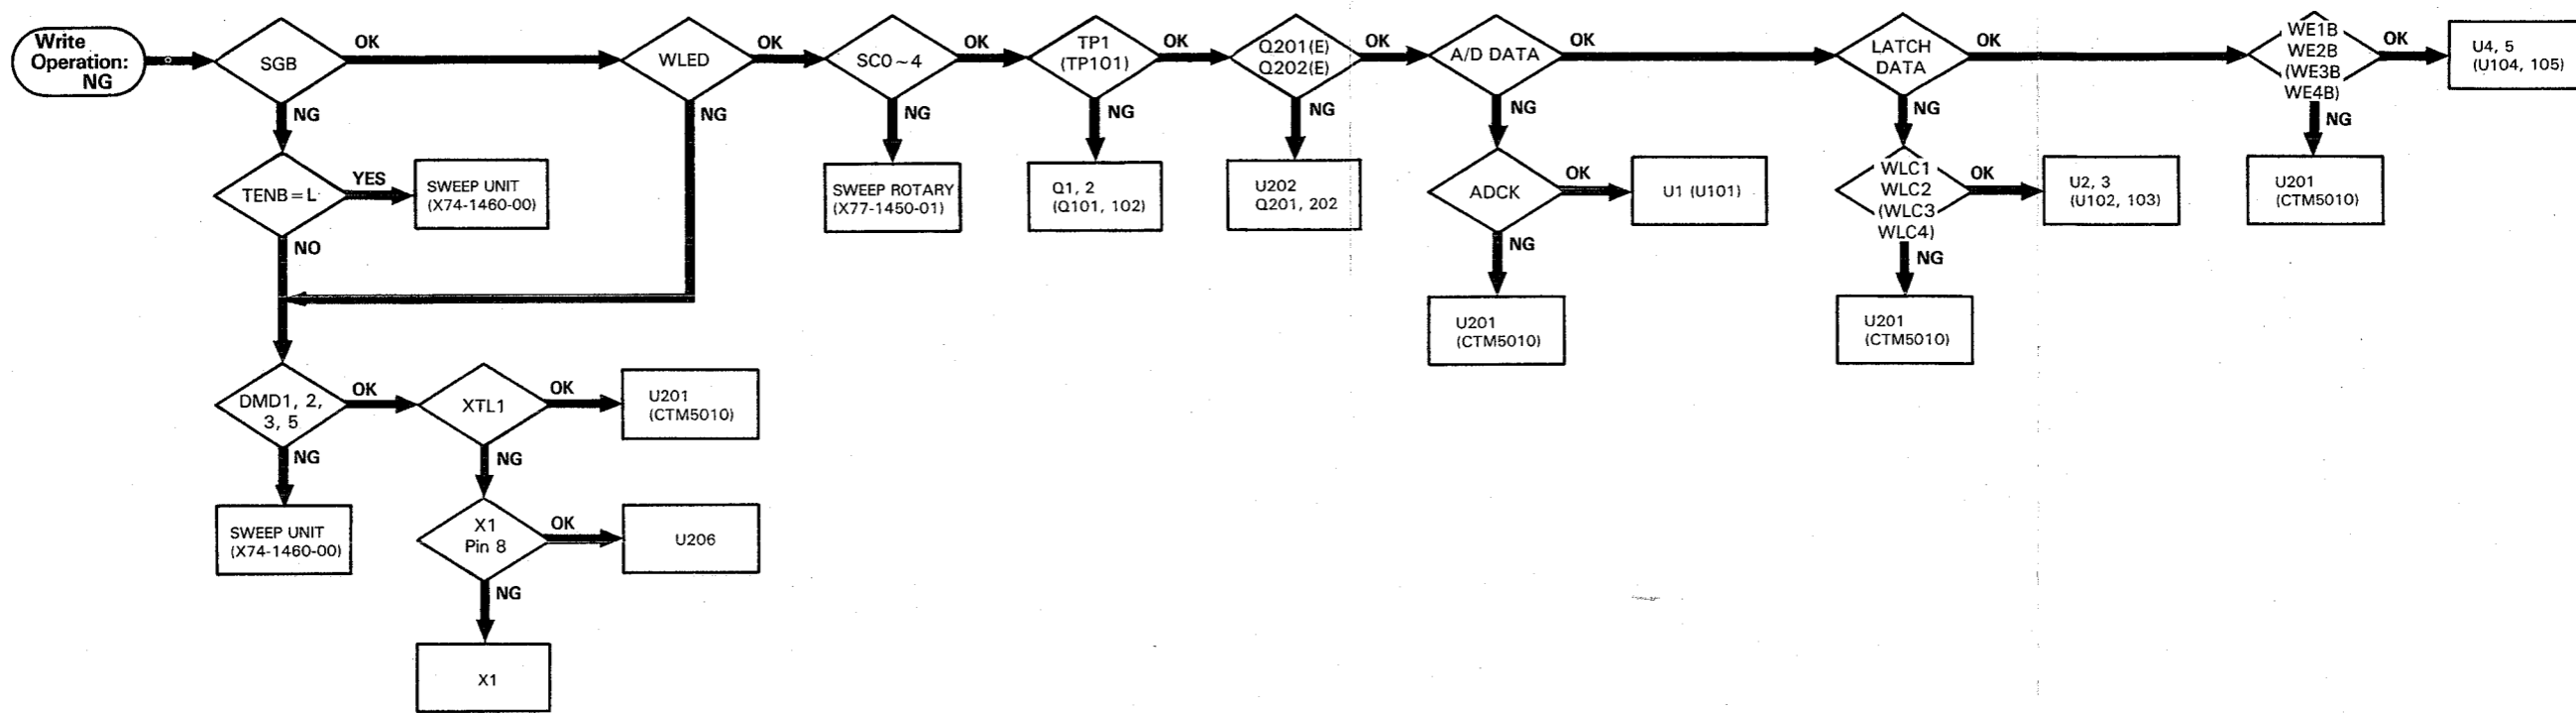 Write
Operation:
NG
SGB
OK
NG
WLED
OK
NG
SC0~4
OK
NG
TP1
(TP101)
OK
NG
Q201(E)
Q202(E)
OK
NG
A/D DATA
OK
NG
LATCH
DATA
OK
NG
WE1B
WE2B
(WE3B
WE4B)
OK
NG
U4, 5
(U104, 105)
TENB=L
YES
NO
SWEEP UNIT
(X74-1460-00)
SWEEP ROTARY
(X77-1450-01)
Q1, 2
(Q101, 102)
U202
Q201, 202
ADCK
OK
NG
U1 (U101)
WLC1
WLC2
(WLC3
WLC4)
OK
NG
U2, 3
(U102, 103)
U201
(CTM5010)
U201
(CTM5010)
U201
(CTM5010)
DMD1, 2,
3, 5
OK
NG
XTL1
OK
NG
U201
(CTM5010)
SWEEP UNIT
(X74-1460-00)
X1
Pin 8
OK
NG
U206
X1